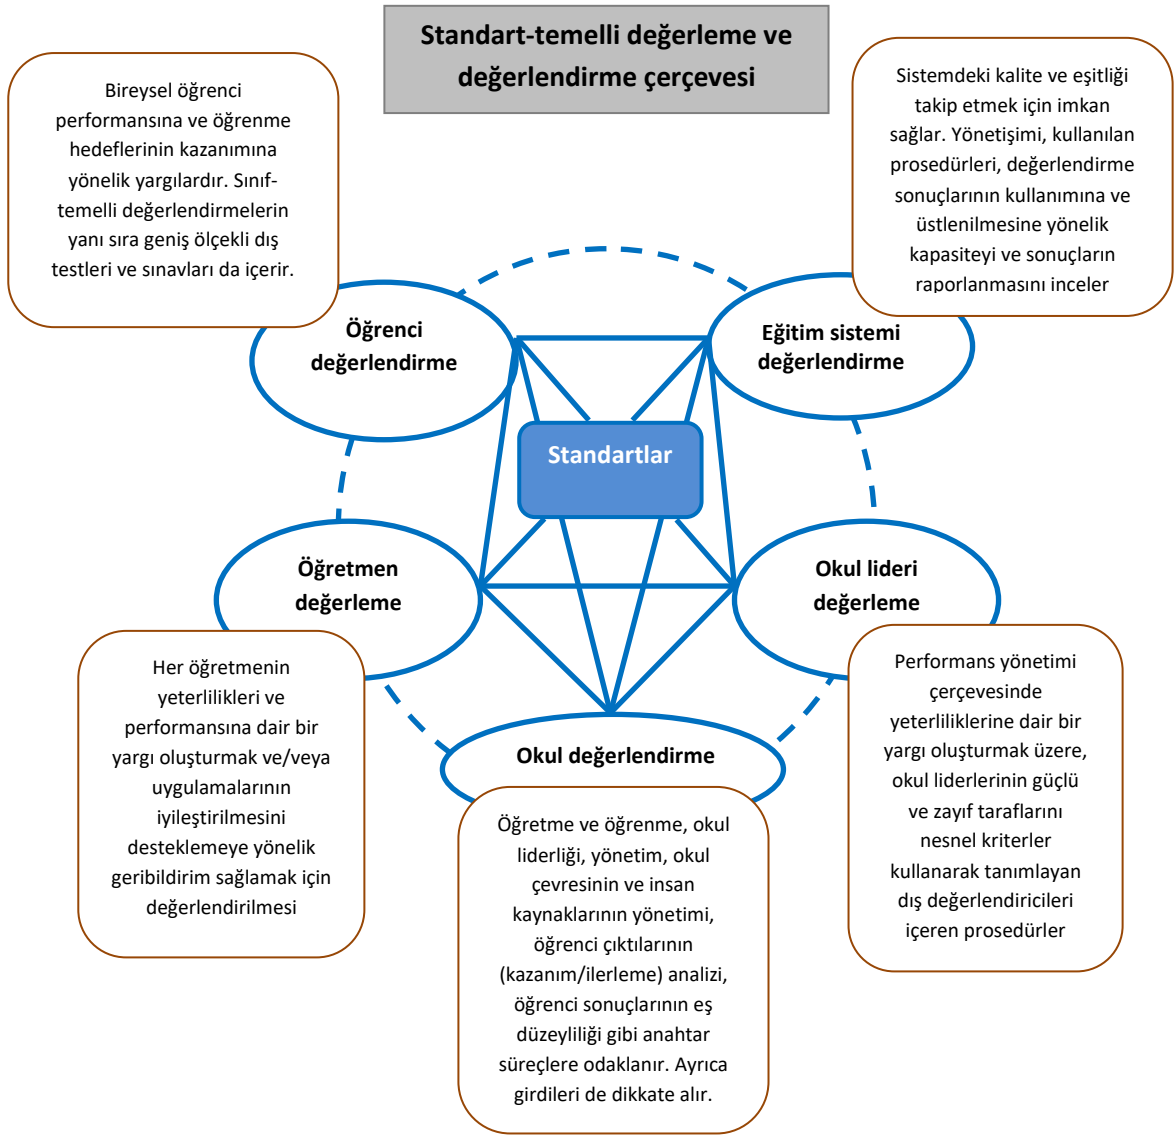 Standart-temelli değerleme ve
değerlendirme çerçevesi
Bireysel öğrenci
performansına ve öğrenme
hedeflerinin kazanımına
yönelik yargılardır. Sınıf-
temelli değerlendirmelerin
yanı sıra geniş ölçekli dış
testleri ve sınavları da içerir.
Sistemdeki kalite ve eşitliği
takip etmek için imkan
sağlar. Yönetişimi, kullanılan
prosedürleri, değerlendirme
sonuçlarının kullanımına ve
üstlenilmesine yönelik
kapasiteyi ve sonuçların
raporlanmasını inceler
Öğrenci
değerlendirme
Eğitim sistemi
değerlendirme
Standartlar
Öğretmen
değerleme
Okul lideri
değerleme
Her öğretmenin
yeterlilikleri ve
performansına dair bir
yargı oluşturmak ve/veya
uygulamalarının
iyileştirilmesini
desteklemeye yönelik
geribildirim sağlamak için
değerlendirilmesi
Performans yönetimi
çerçevesinde
yeterliliklerine dair bir
yargı oluşturmak üzere,
okul liderlerinin güçlü
ve zayıf taraflarını
nesnel kriterler
kullanarak tanımlayan
dış değerlendiricileri
içeren prosedürler
Okul değerlendirme
Öğretme ve öğrenme, okul
liderliği, yönetim, okul
çevresinin ve insan
kaynaklarının yönetimi,
öğrenci çıktılarının
(kazanım/ilerleme) analizi,
öğrenci sonuçlarının eş
düzeyliliği gibi anahtar
süreçlere odaklanır. Ayrıca
girdileri de dikkate alır.